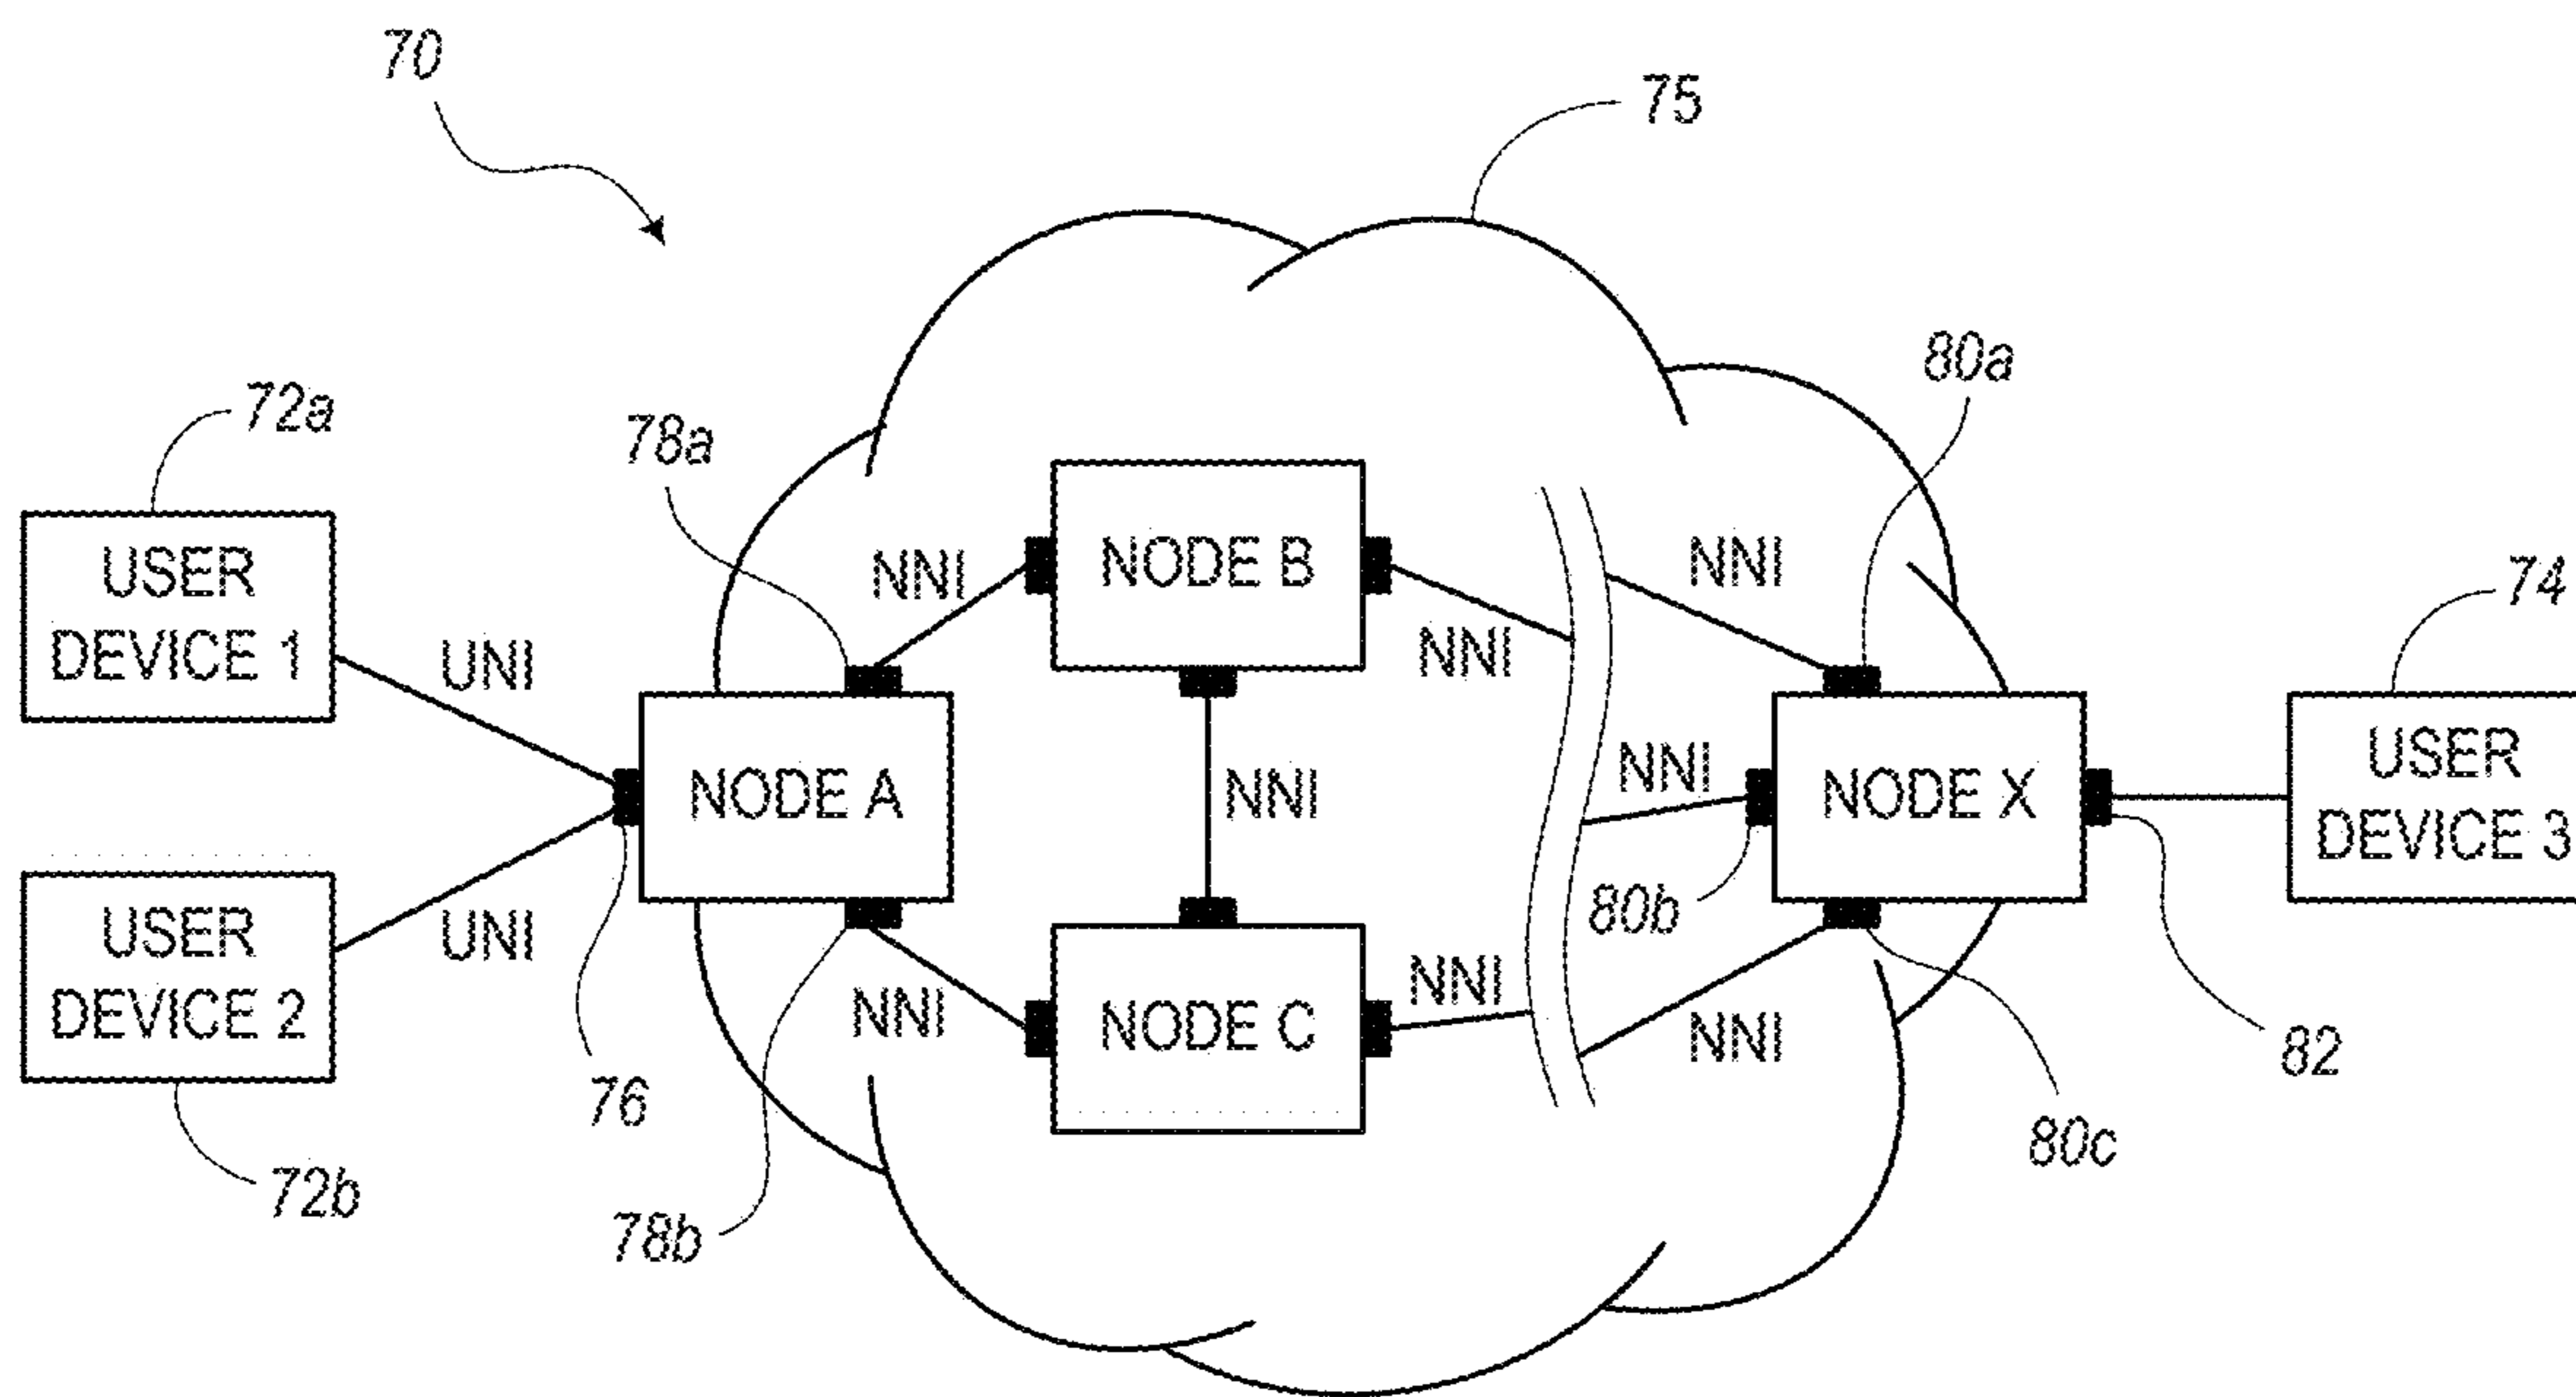 70
75
80a
72a
78a
USER
DEVICE 1
UNI
NNI
NODE B
NNI
NNI
74
NODE A
NNI
NNI
NODE X
USER
DEVICE 3
USER
DEVICE 2
UNI
80b
NNI
NODE C
NNI
NNI
82
76
80c
72b
78b